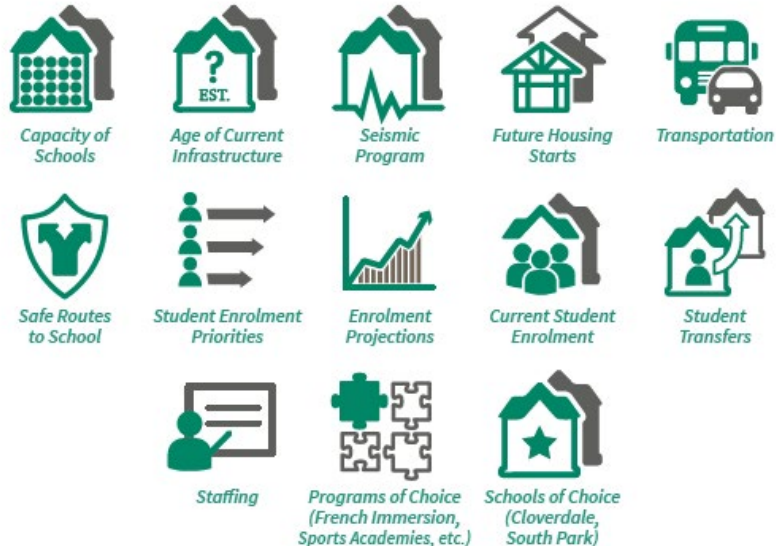 ?
EST.
Capacity of
Schools
Age of Current
Infrastructure
Seismic
Program
Future Housing
Starts
Transportation
Safe Routes
to School
Student Enrolment
Priorities
Enrolment
Projections
Current Student
Enrolment
Student
Transfers
Staffing
Programs of Choice
(French Immersion,
Sports Academies, etc.)
Schools of Choice
(Cloverdale,
South Park)